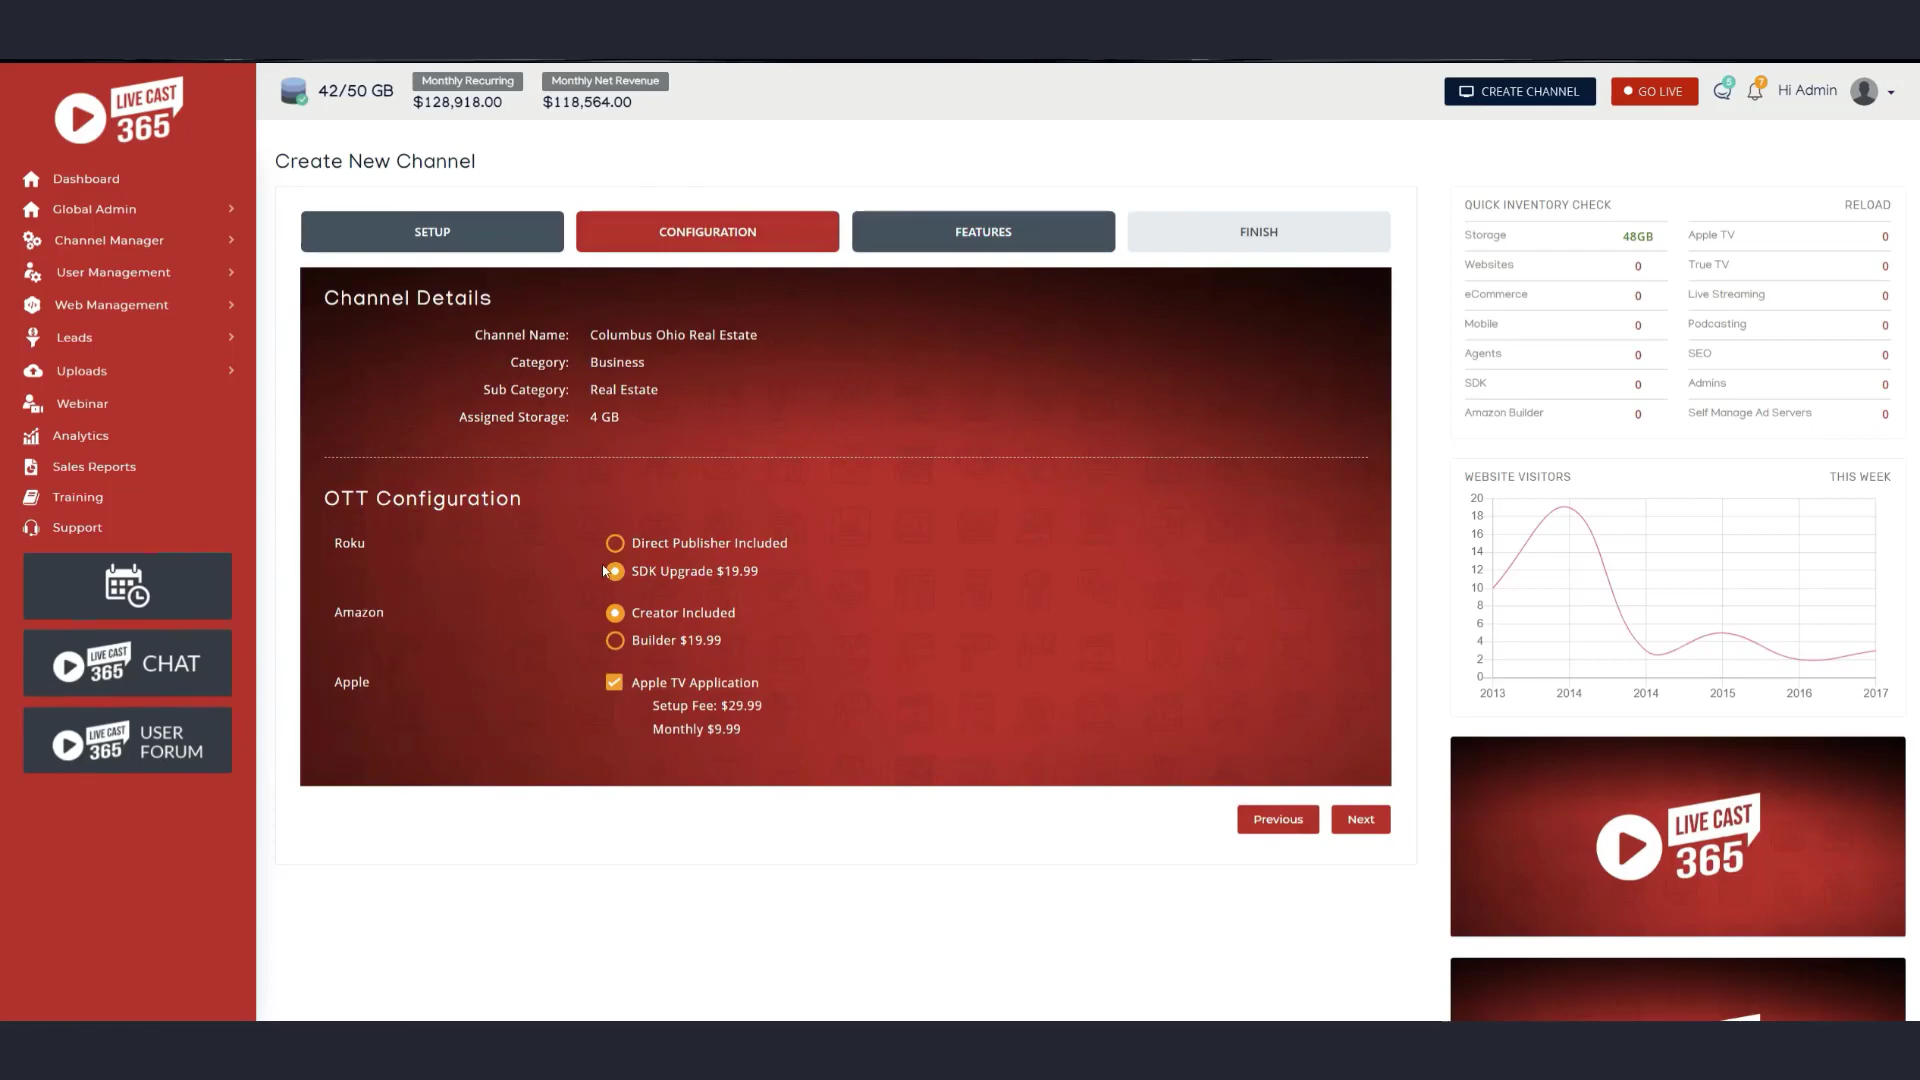 LIVE CAST
365
42/50 GB
Monthly Recurring
$128,918.00
Monthly Net Revenue
$118,564.00
CREATE CHANNEL
GO LIVE
5
7
Hi Admin
Dashboard
Global Admin
Channel Manager
User Management
Web Management
Leads
Uploads
Webinar
Analytics
Sales Reports
Training
Support
LIVE CAST
365 CHAT
LIVE CAST
365
USER
FORUM
Create New Channel
SETUP
CONFIGURATION
FEATURES
FINISH
Channel Details
Channel Name: Columbus Ohio Real Estate
Category: Business
Sub Category: Real Estate
Assigned Storage: 4 GB
OTT Configuration
Roku
Direct Publisher Included
SDK Upgrade $19.99
Amazon
Creator Included
Builder $19.99
Apple
Apple TV Application
Setup Fee: $29.99
Monthly $9.99
Previous
Next
QUICK INVENTORY CHECK
RELOAD
Storage 48GB
Apple TV 0
Websites 0
True TV 0
eCommerce 0
Live Streaming 0
Mobile 0
Podcasting 0
Agents 0
SEO 0
SDK 0
Admins 0
Amazon Builder 0
Self Manage Ad Servers 0
WEBSITE VISITORS
THIS WEEK
20
18
16
14
12
10
8
6
4
2
0
2013 2014 2014 2015 2016 2017
LIVE CAST
365